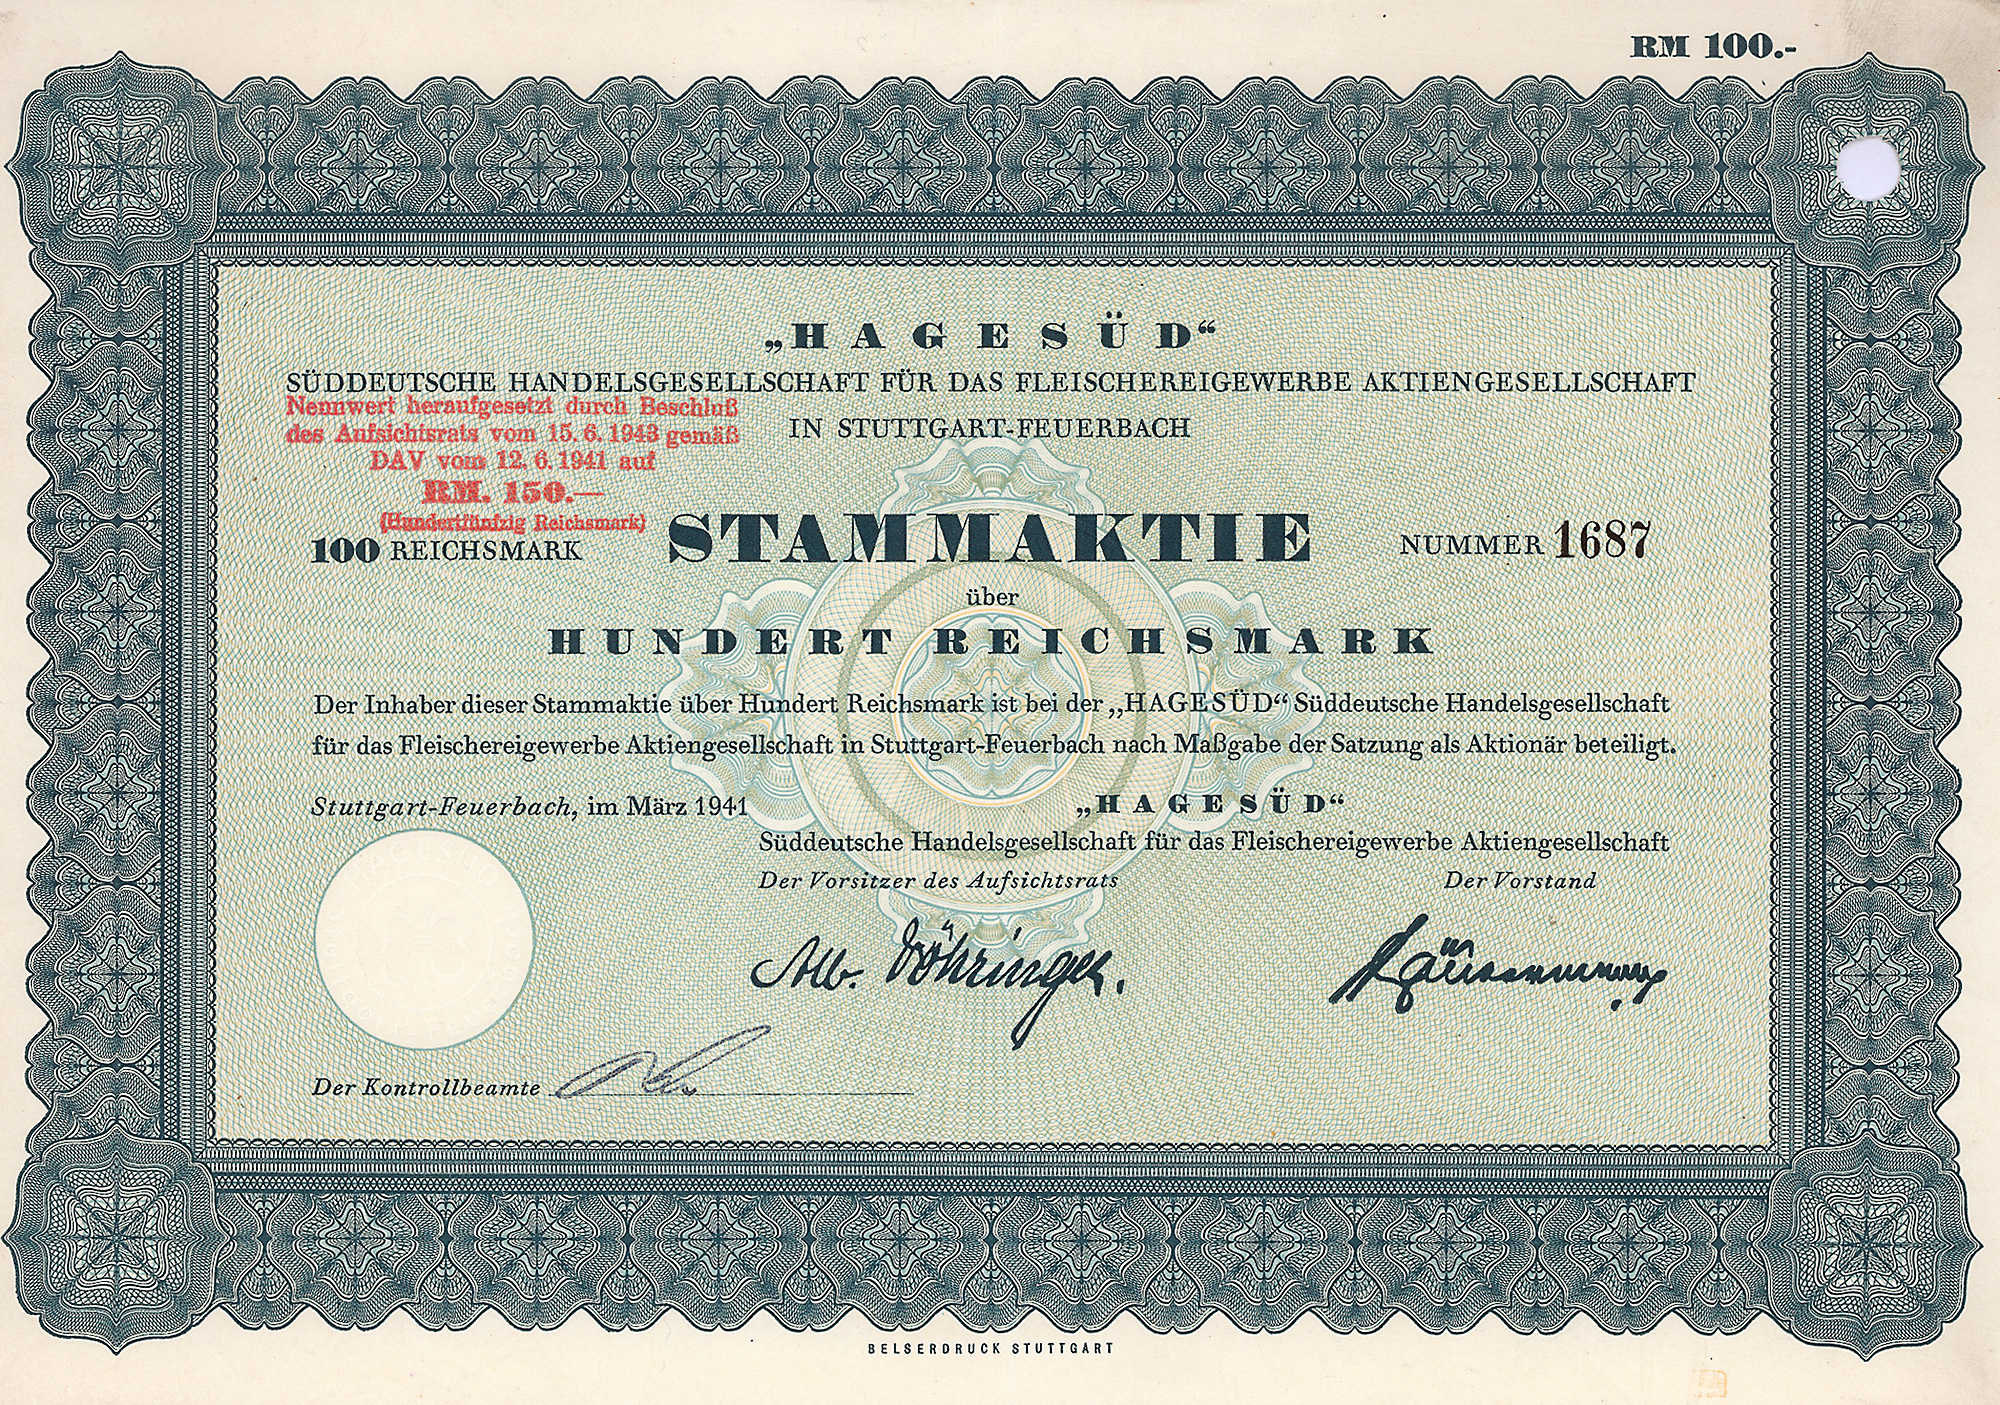 RM 100.-
„HAGESÜD“
SÜDDEUTSCHE HANDELSGESELLSCHAFT FÜR DAS FLEISCHEREIGEWERBE AKTIENGESELLSCHAFT
IN STUTTGART-FEUERBACH
Nennwert heraufgesetzt durch Beschluß
des Aufsichtsrats vom 15. 6. 1943 gemäß
DAV vom 12. 6. 1941 auf
RM. 150.—
(Hundertfünfzig Reichsmark)
100 REICHSMARK
STAMMAKTIE
NUMMER 1687
über
HUNDERT REICHSMARK
Der Inhaber dieser Stammaktie über Hundert Reichsmark ist bei der „HAGESÜD“ Süddeutsche Handelsgesellschaft
für das Fleischereigewerbe Aktiengesellschaft in Stuttgart-Feuerbach nach Maßgabe der Satzung als Aktionär beteiligt.
Stuttgart-Feuerbach, im März 1941
„HAGESÜD“
Süddeutsche Handelsgesellschaft für das Fleischereigewerbe Aktiengesellschaft
Der Vorsitzer des Aufsichtsrats
Der Vorstand
Alb. Döhringer.
Der Kontrollbeamte
BELSERDRUCK STUTTGART